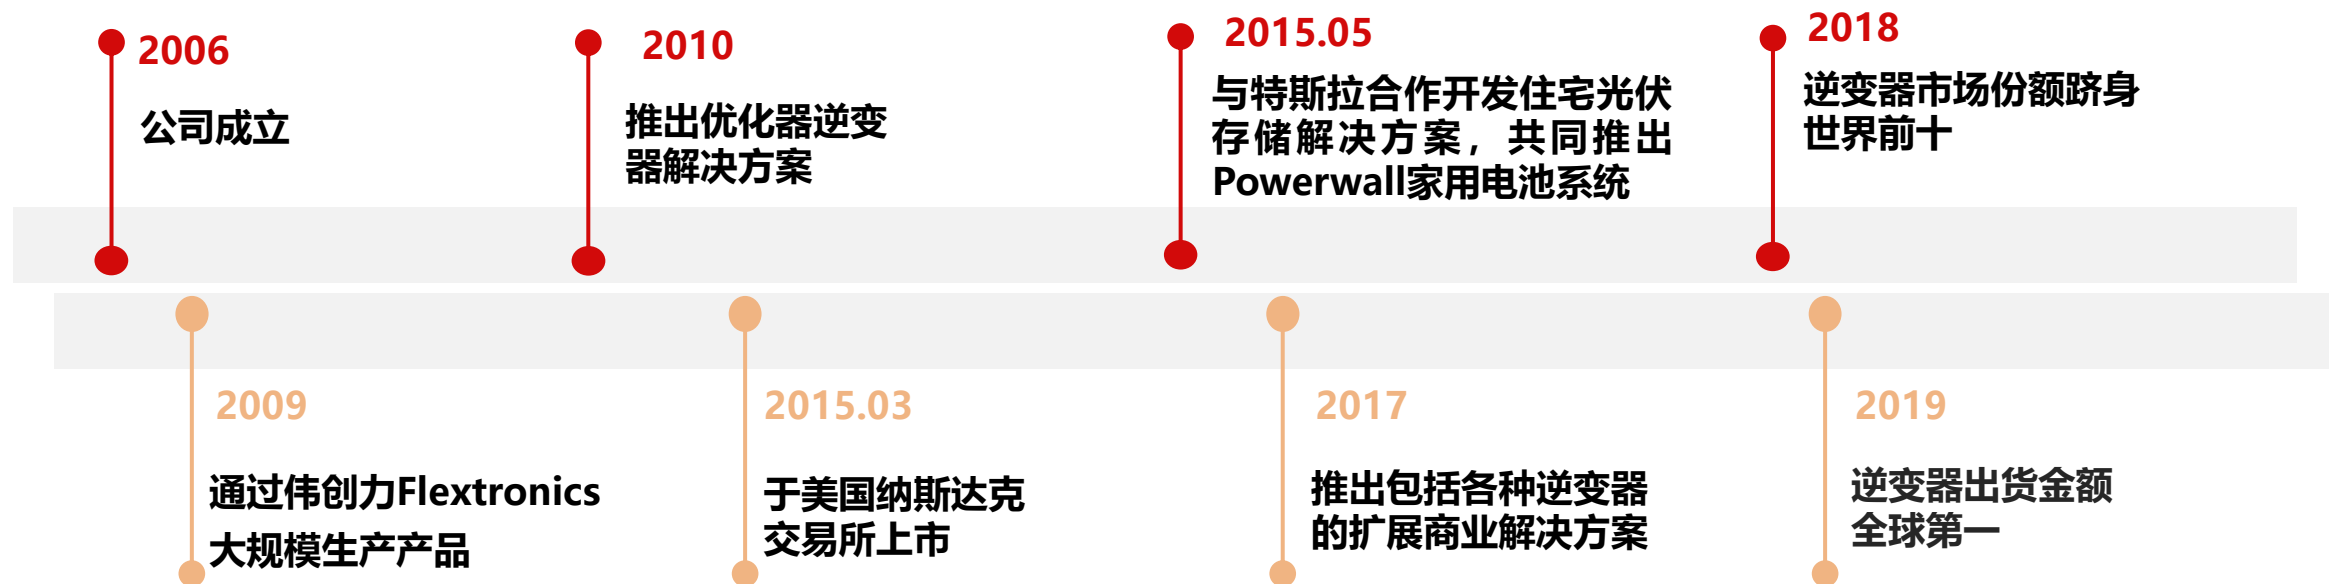 2006
公司成立
2010
推出优化器逆变
器解决方案
2015.05
与特斯拉合作开发住宅光伏
存储解决方案，共同推出
Powerwall家用电池系统
2018
逆变器市场份额跻身
世界前十
2009
通过伟创力Flextronics
大规模生产产品
2015.03
于美国纳斯达克
交易所上市
2017
推出包括各种逆变器
的扩展商业解决方案
2019
逆变器出货金额
全球第一